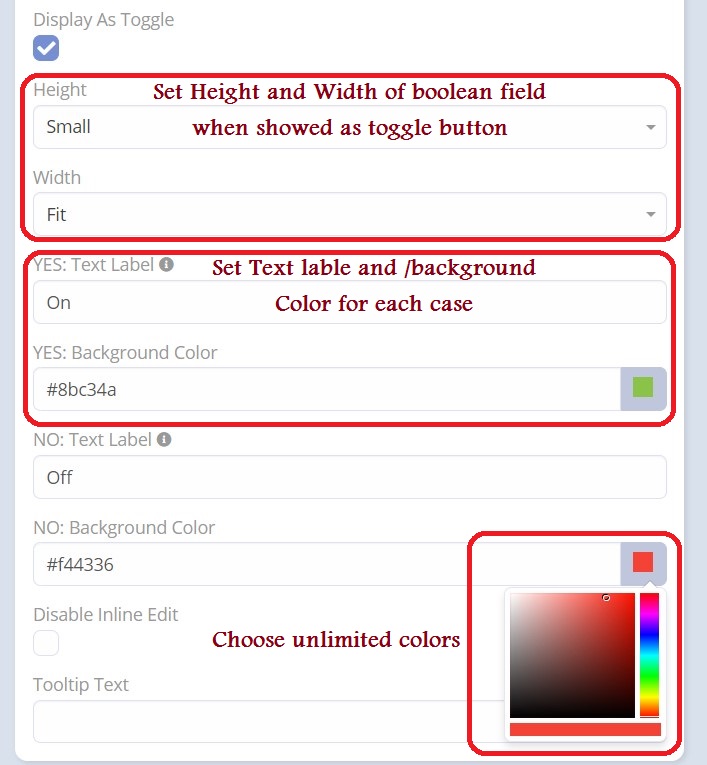 Display As Toggle
Height
Set Height and Width of boolean field
Small
when showed as toggle button
Width
Fit
YES: Text Label
Set Text lable and /background
On
Color for each case
YES: Background Color
#8bc34a
NO: Text Label
Off
NO: Background Color
#f44336
Disable Inline Edit
Choose unlimited colors
Tooltip Text